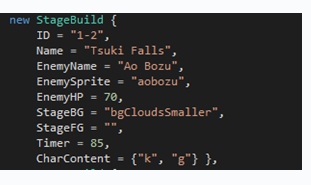 new StageBuild {
ID = "1-2",
Name = "Tsuki Falls",
EnemyName = "Ao Bozu",
EnemySprite = "aobozu",
EnemyHP = 70,
StageBG = "bgCloudsSmaller",
StageFG = "",
Timer = 85,
CharContent = {"k", "g"} },